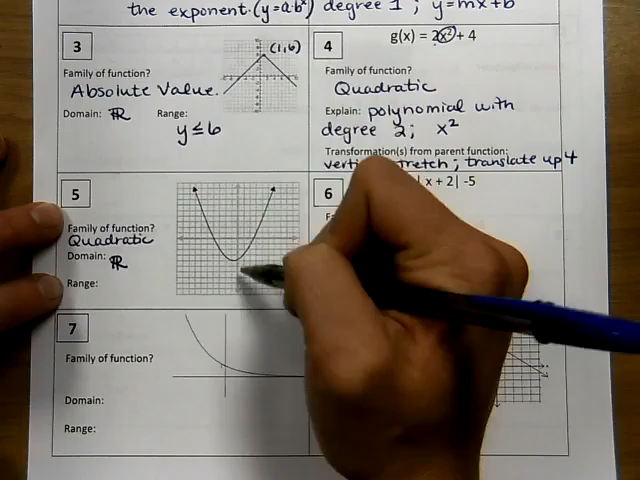 the exponent. (y=a·bˣ) degree 1 ; y=mx+b
3
(1,6)
Family of function?
Absolute Value.
Domain: ℝ Range:
y≤6
4
g(x) = 2x² + 4
Family of function?
Quadratic
Explain: polynomial with
degree 2; x²
Transformation(s) from parent function:
stretch ; translate up 4
5
Family of function?
Quadratic
Domain: ℝ
Range:
6
| x + 2| -5
7
Family of function?
Domain:
Range: